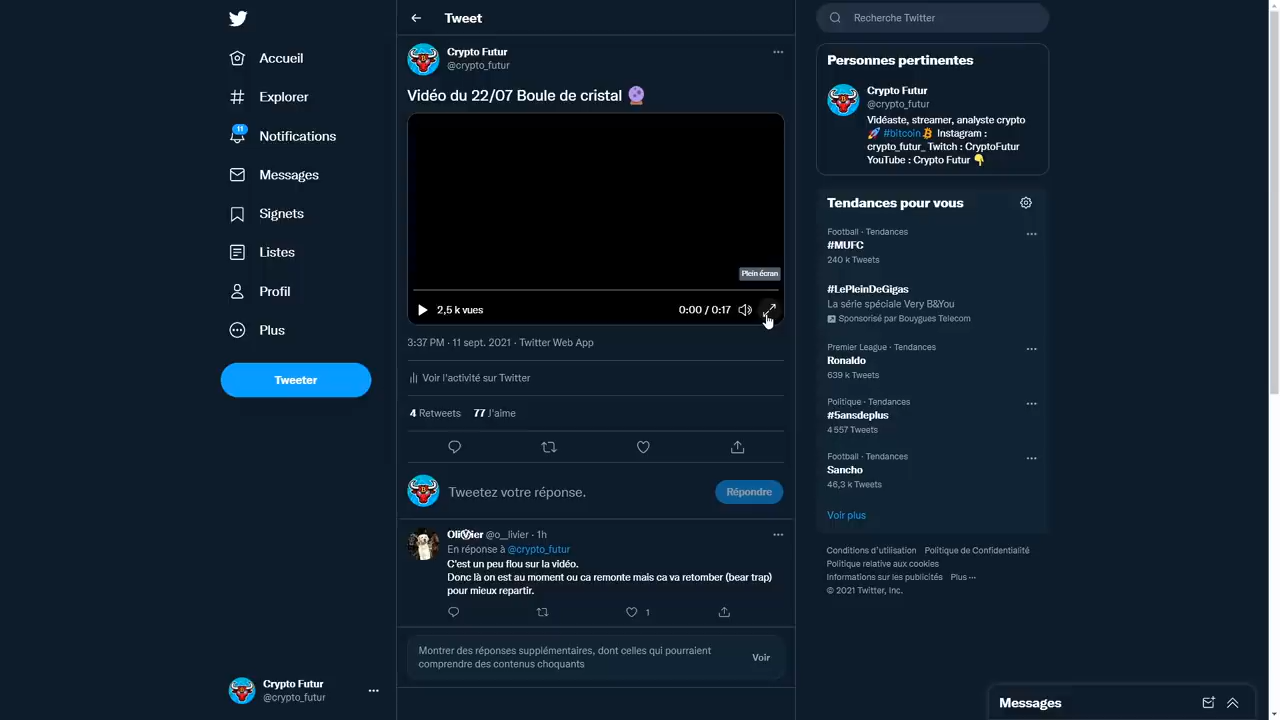 Accueil
Explorer
11
Notifications
Messages
Signets
Listes
Profil
Plus
Tweeter
Crypto Futur
@crypto_futur
Tweet
Crypto Futur
@crypto_futur
Vidéo du 22/07 Boule de cristal 🔮
Plein écran
2,5 k vues
0:00 / 0:17
3:37 PM · 11 sept. 2021 · Twitter Web App
Voir l'activité sur Twitter
4 Retweets 77 J'aime
Tweetez votre réponse.
Répondre
OliⓋier @o__livier · 1h
En réponse à @crypto_futur
C'est un peu flou sur la vidéo.
Donc là on est au moment ou ca remonte mais ca va retomber (bear trap)
pour mieux repartir.
1
Montrer des réponses supplémentaires, dont celles qui pourraient
comprendre des contenus choquants
Voir
Recherche Twitter
Personnes pertinentes
Crypto Futur
@crypto_futur
Vidéaste, streamer, analyste crypto
🚀 #bitcoin Instagram :
crypto_futur_ Twitch : CryptoFutur
YouTube : Crypto Futur 👇
Tendances pour vous
Football · Tendances
#MUFC
240 k Tweets
#LePleinDeGigas
La série spéciale Very B&You
Sponsorisé par Bouygues Telecom
Premier League · Tendances
Ronaldo
639 k Tweets
Politique · Tendances
#5ansdeplus
4 557 Tweets
Football · Tendances
Sancho
46,3 k Tweets
Voir plus
Conditions d'utilisation Politique de Confidentialité
Politique relative aux cookies
Informations sur les publicités Plus ···
© 2021 Twitter, Inc.
Messages